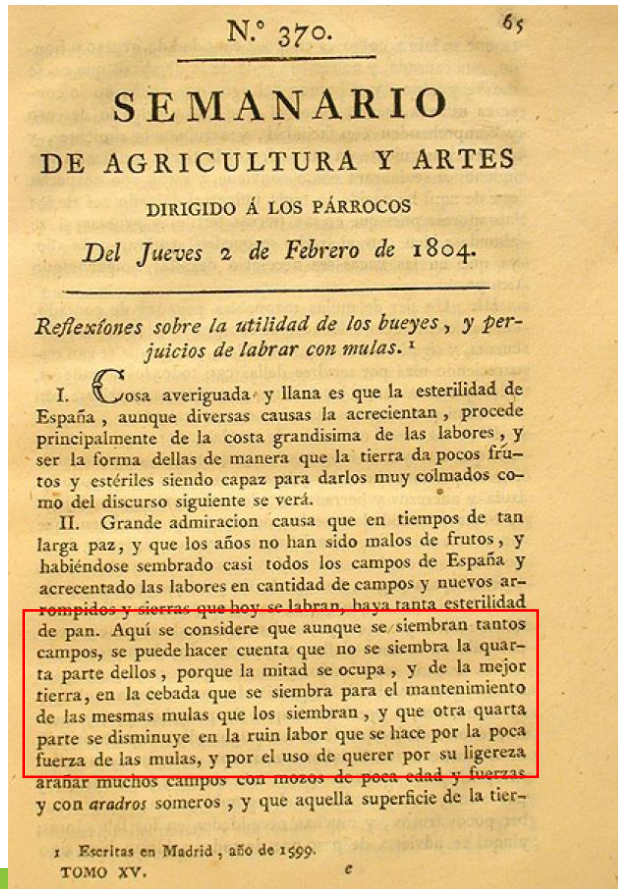 N.º 370.
65
SEMANARIO
DE AGRICULTURA Y ARTES
DIRIGIDO Á LOS PÁRROCOS
Del Jueves 2 de Febrero de 1804.
Reflexîones sobre la utilidad de los bueyes, y per-
juicios de labrar con mulas. 1
I. Cosa averiguada y llana es que la esterilidad de
España, aunque diversas causas la acrecientan, procede
principalmente de la costa grandisima de las labores, y
ser la forma dellas de manera que la tierra da pocos fru-
tos y estériles siendo capaz para darlos muy colmados co-
mo del discurso siguiente se verá.
II. Grande admiracion causa que en tiempos de tan
larga paz, y que los años no han sido malos de frutos, y
habiéndose sembrado casi todos los campos de España y
acrecentado las labores en cantidad de campos y nuevos ar-
rompidos y sierras que hoy se labran, haya tanta esterilidad
de pan. Aquí se considere que aunque se siembran tantos
campos, se puede hacer cuenta que no se siembra la quar-
ta parte dellos, porque la mitad se ocupa, y de la mejor
tierra, en la cebada que se siembra para el mantenimiento
de las mesmas mulas que los siembran, y que otra quarta
parte se disminuye en la ruin labor que se hace por la poca
fuerza de las mulas, y por el uso de querer por su ligereza
arañar muchos campos con mozos de poca edad y fuerzas
y con aradros someros, y que aquella superficie de la tier-
1 Escritas en Madrid, año de 1599.
TOMO XV.
e